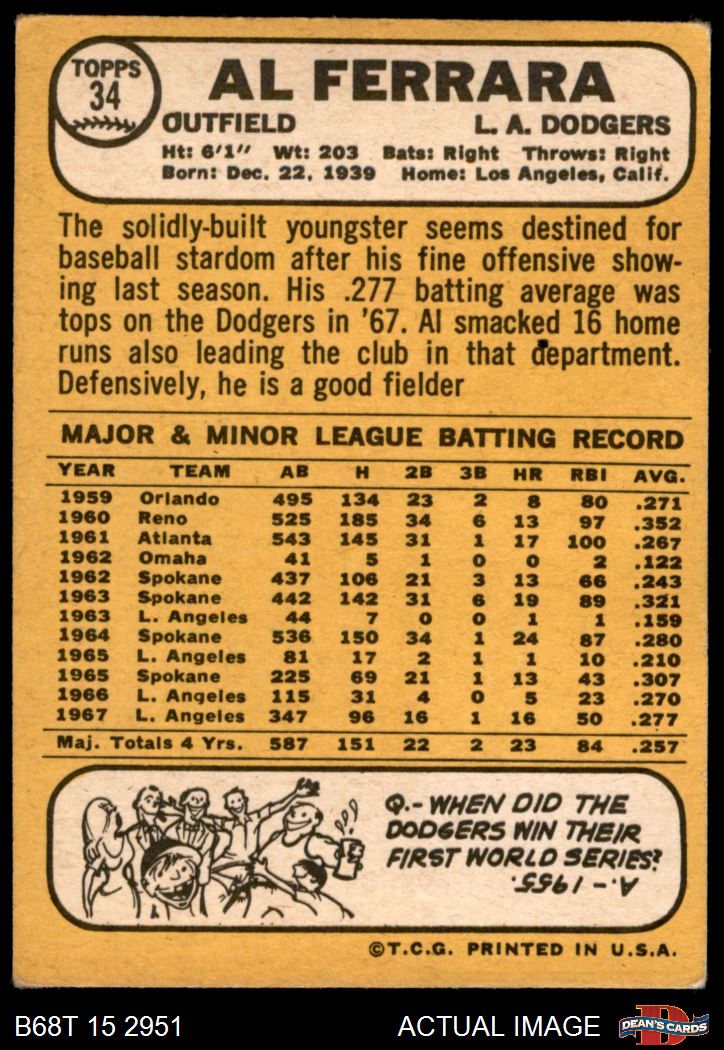 TOPPS
34
AL FERRARA
OUTFIELD L. A. DODGERS
Ht: 6'1" Wt: 203 Bats: Right Throws: Right
Born: Dec. 22, 1939 Home: Los Angeles, Calif.
The solidly-built youngster seems destined for
baseball stardom after his fine offensive show-
ing last season. His .277 batting average was
tops on the Dodgers in '67. Al smacked 16 home
runs also leading the club in that department.
Defensively, he is a good fielder
MAJOR & MINOR LEAGUE BATTING RECORD
YEAR TEAM AB H 2B 3B HR RBI AVG.
1959 Orlando 495 134 23 2 8 80 .271
1960 Reno 525 185 34 6 13 97 .352
1961 Atlanta 543 145 31 1 17 100 .267
1962 Omaha 41 5 1 0 0 2 .122
1962 Spokane 437 106 21 3 13 66 .243
1963 Spokane 442 142 31 6 19 89 .321
1963 L. Angeles 44 7 0 0 1 1 .159
1964 Spokane 536 150 34 1 24 87 .280
1965 L. Angeles 81 17 2 1 1 10 .210
1965 Spokane 225 69 21 1 13 43 .307
1966 L. Angeles 115 31 4 0 5 23 .270
1967 L. Angeles 347 96 16 1 16 50 .277
Maj. Totals 4 Yrs. 587 151 22 2 23 84 .257
Q.- WHEN DID THE
DODGERS WIN THEIR
FIRST WORLD SERIES?
A.- 1955.
©T.C.G. PRINTED IN U.S.A.
B68T 15 2951 ACTUAL IMAGE DEAN'S CARDS